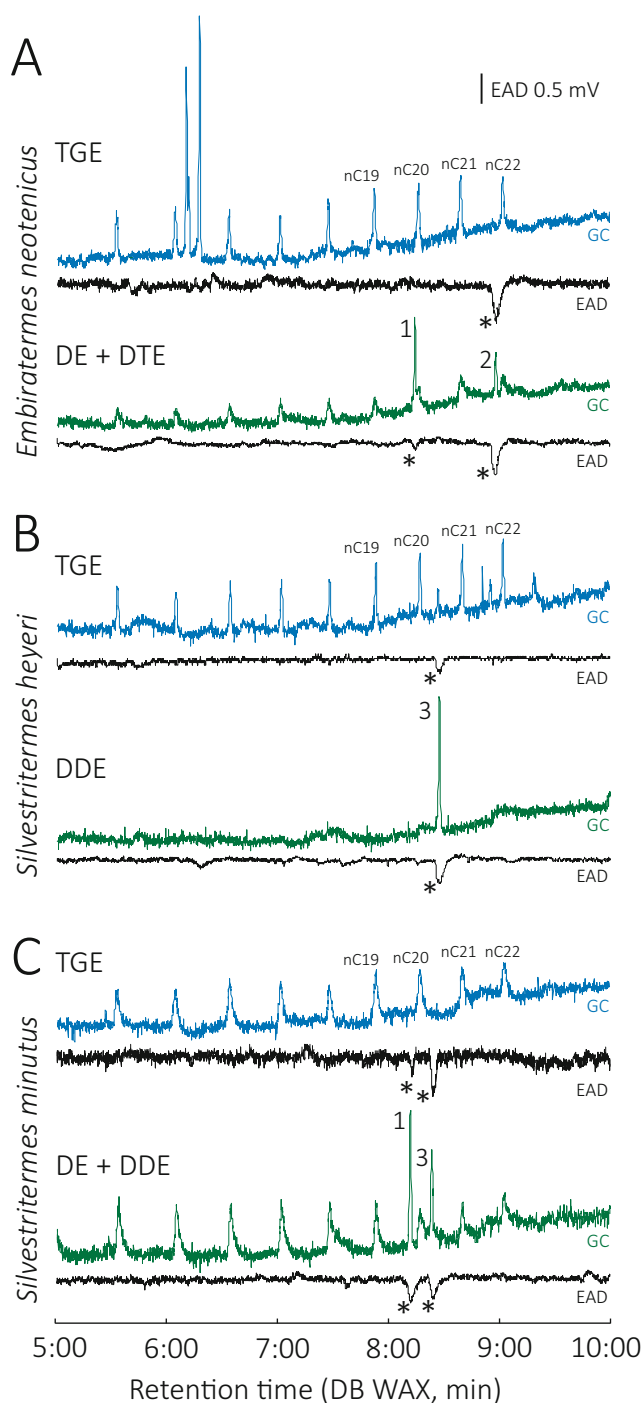 A
EAD 0.5 mV
Embiratermes neotenicus
TGE
nC19 nC20 nC21 nC22
GC
EAD
*
DE + DTE
1
2
GC
EAD
* *
B
Silvestritermes heyeri
TGE
nC19 nC20 nC21 nC22
GC
EAD
*
DDE
3
GC
EAD
*
C
Silvestritermes minutus
TGE
nC19 nC20 nC21 nC22
GC
EAD
* *
DE + DDE
1
3
GC
EAD
* *
5:00 6:00 7:00 8:00 9:00 10:00
Retention time (DB WAX, min)